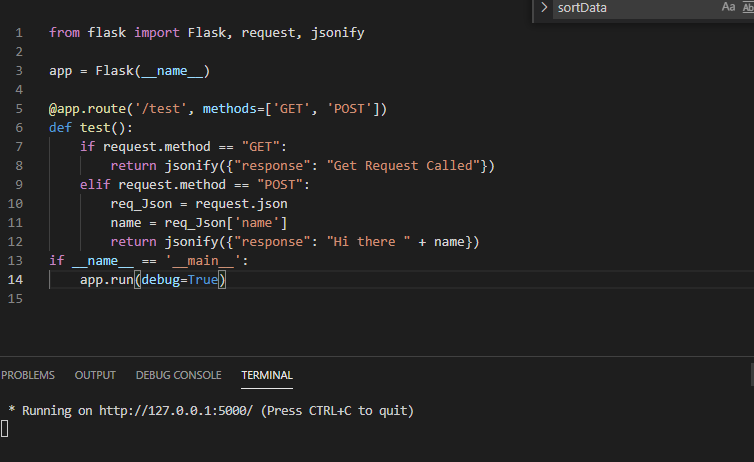 sortData Aa Ab
1 from flask import Flask, request, jsonify
2
3 app = Flask(__name__)
4
5 @app.route('/test', methods=['GET', 'POST'])
6 def test():
7     if request.method == "GET":
8         return jsonify({"response": "Get Request Called"})
9     elif request.method == "POST":
10         req_Json = request.json
11         name = req_Json['name']
12         return jsonify({"response": "Hi there " + name})
13 if __name__ == '__main__':
14     app.run(debug=True)
15
PROBLEMS OUTPUT DEBUG CONSOLE TERMINAL
* Running on http://127.0.0.1:5000/ (Press CTRL+C to quit)